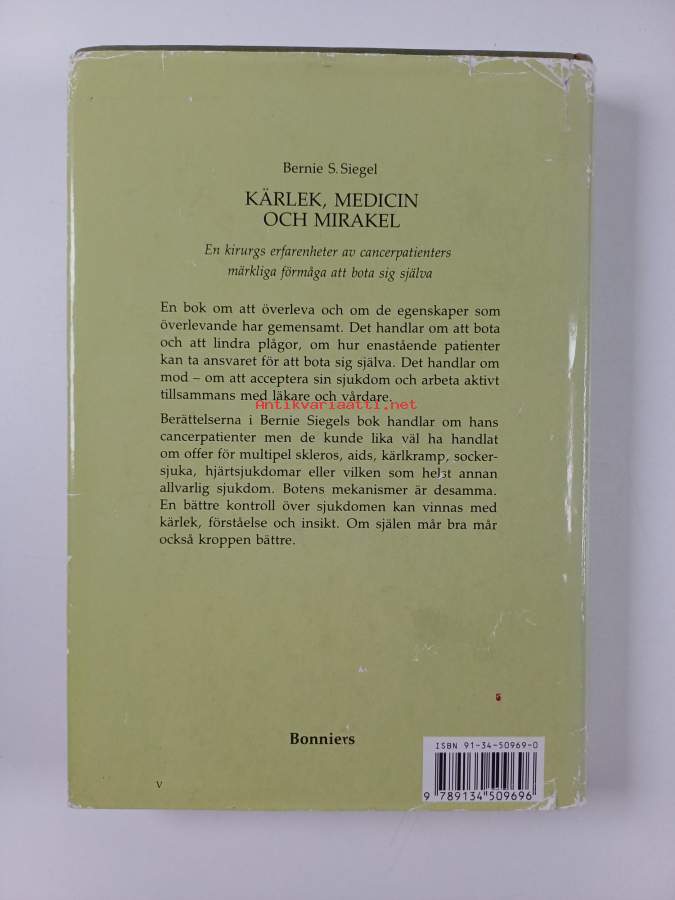 Bernie S. Siegel
KÄRLEK, MEDICIN
OCH MIRAKEL
En kirurgs erfarenheter av cancerpatienters
märkliga förmåga att bota sig själva
En bok om att överleva och om de egenskaper som
överlevande har gemensamt. Det handlar om att bota
och att lindra plågor, om hur enastående patienter
kan ta ansvaret för att bota sig själva. Det handlar om
mod – om att acceptera sin sjukdom och arbeta aktivt
tillsammans med läkare och vårdare.
Antikvariaatti.net
Berättelserna i Bernie Siegels bok handlar om hans
cancerpatienter men de kunde lika väl ha handlat
om offer för multipel skleros, aids, kärlkramp, socker-
sjuka, hjärtsjukdomar eller vilken som helst annan
allvarlig sjukdom. Botens mekanismer är desamma.
En bättre kontroll över sjukdomen kan vinnas med
kärlek, förståelse och insikt. Om själen mår bra mår
också kroppen bättre.
5
Bonniers
ISBN 91-34-50969-0
9 789134 509696
V